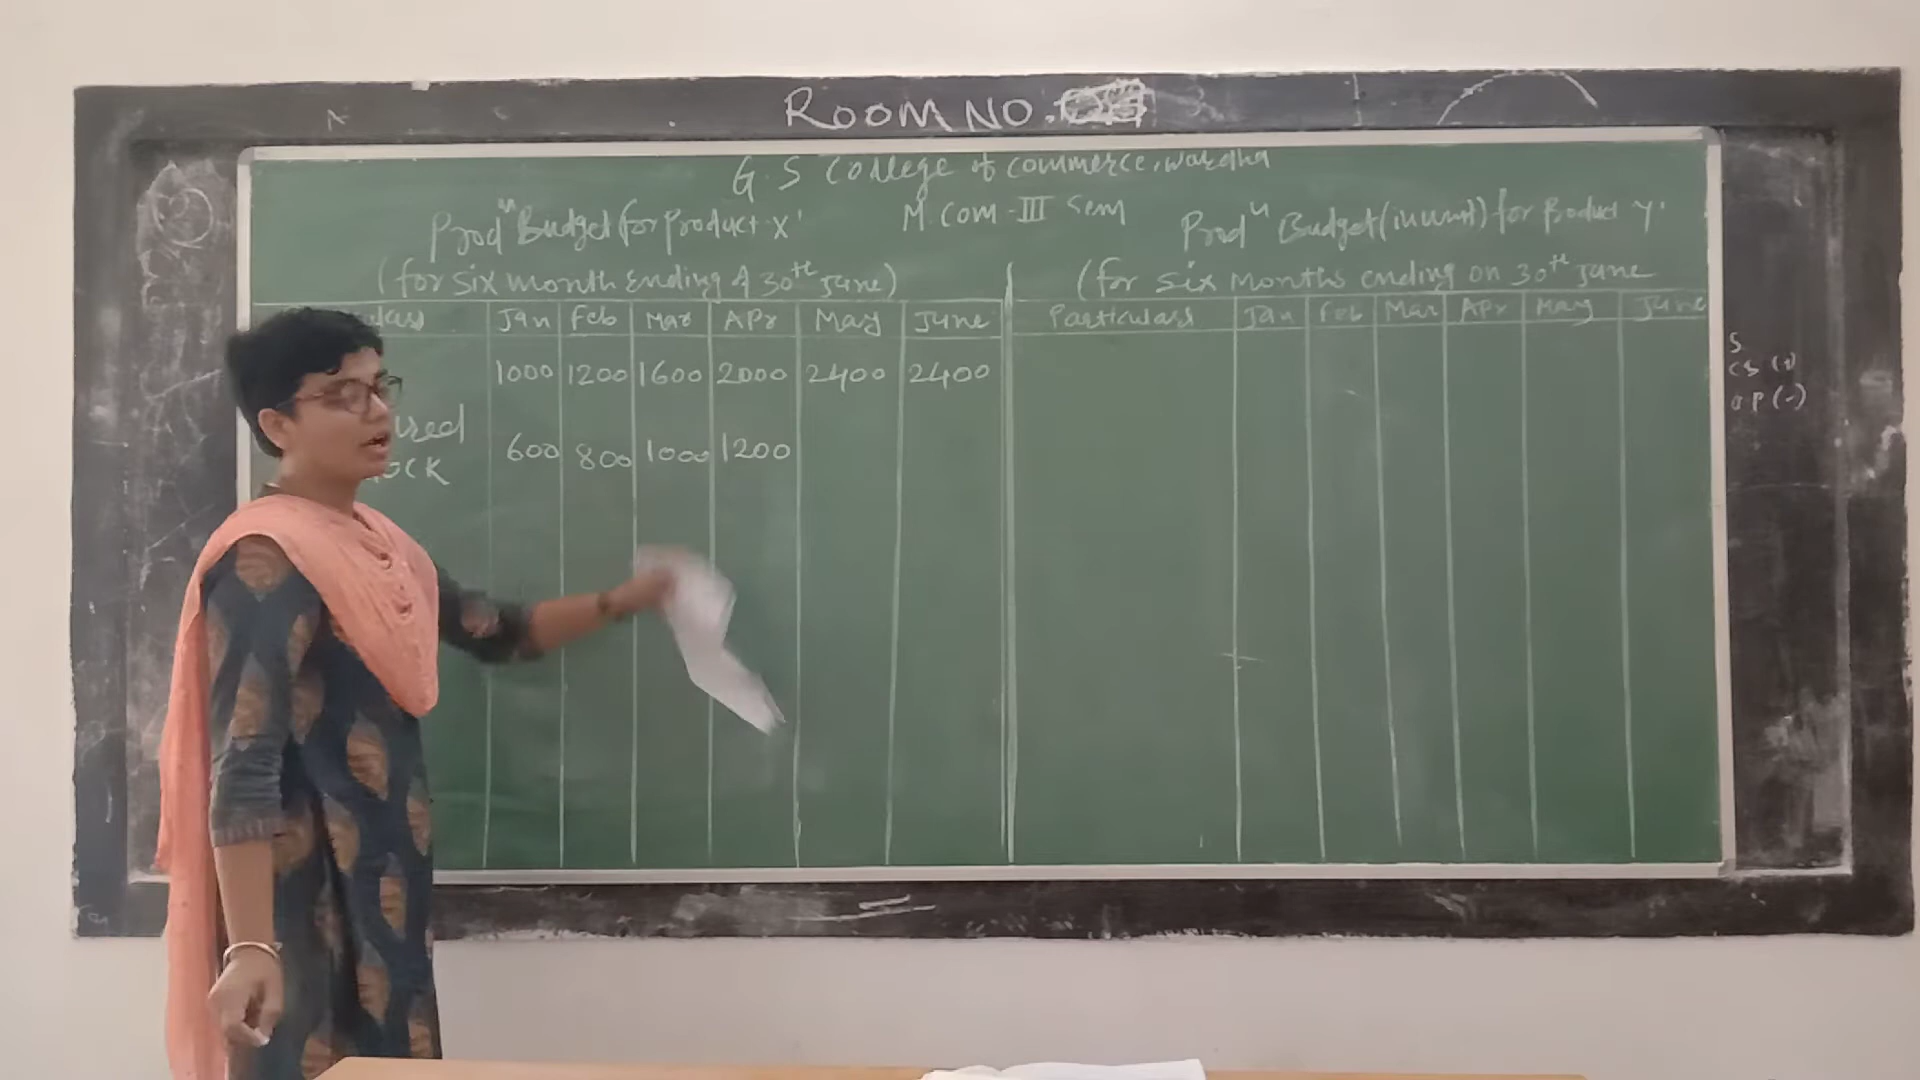 ROOM NO.
G.S College of commerce, wardha
M.Com-III Sem
Prodⁿ Budget for product 'X'
(for six month Ending of 30th June)
Jan Feb Mar Apr May June
1000 1200 1600 2000 2400 2400
600 800 1000 1200
OCK
Prodⁿ Budget (in unit) for Product 'Y'
(for six months ending on 30th June
Particulars Jan Feb Mar Apr May June
S
CS (+)
OP (-)